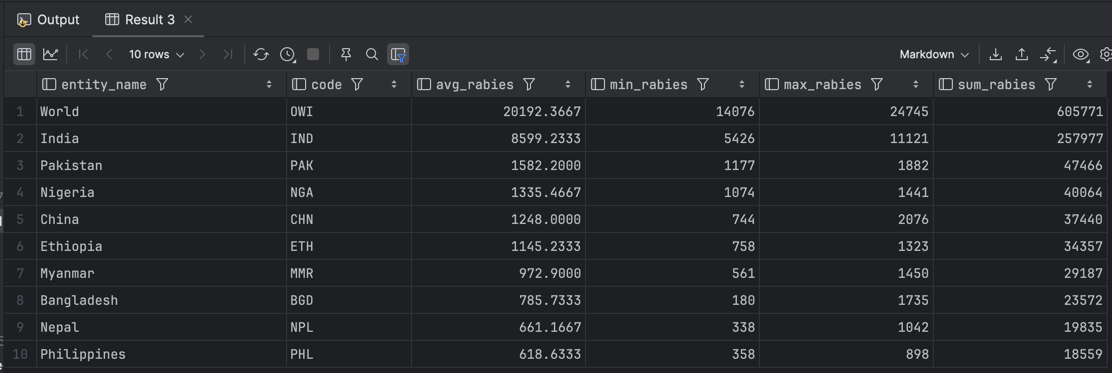 Output Result 3
10 rows Markdown
entity_name code avg_rabies min_rabies max_rabies sum_rabies
1 World OWI 20192.3667 14076 24745 605771
2 India IND 8599.2333 5426 11121 257977
3 Pakistan PAK 1582.2000 1177 1882 47466
4 Nigeria NGA 1335.4667 1074 1441 40064
5 China CHN 1248.0000 744 2076 37440
6 Ethiopia ETH 1145.2333 758 1323 34357
7 Myanmar MMR 972.9000 561 1450 29187
8 Bangladesh BGD 785.7333 180 1735 23572
9 Nepal NPL 661.1667 338 1042 19835
10 Philippines PHL 618.6333 358 898 18559